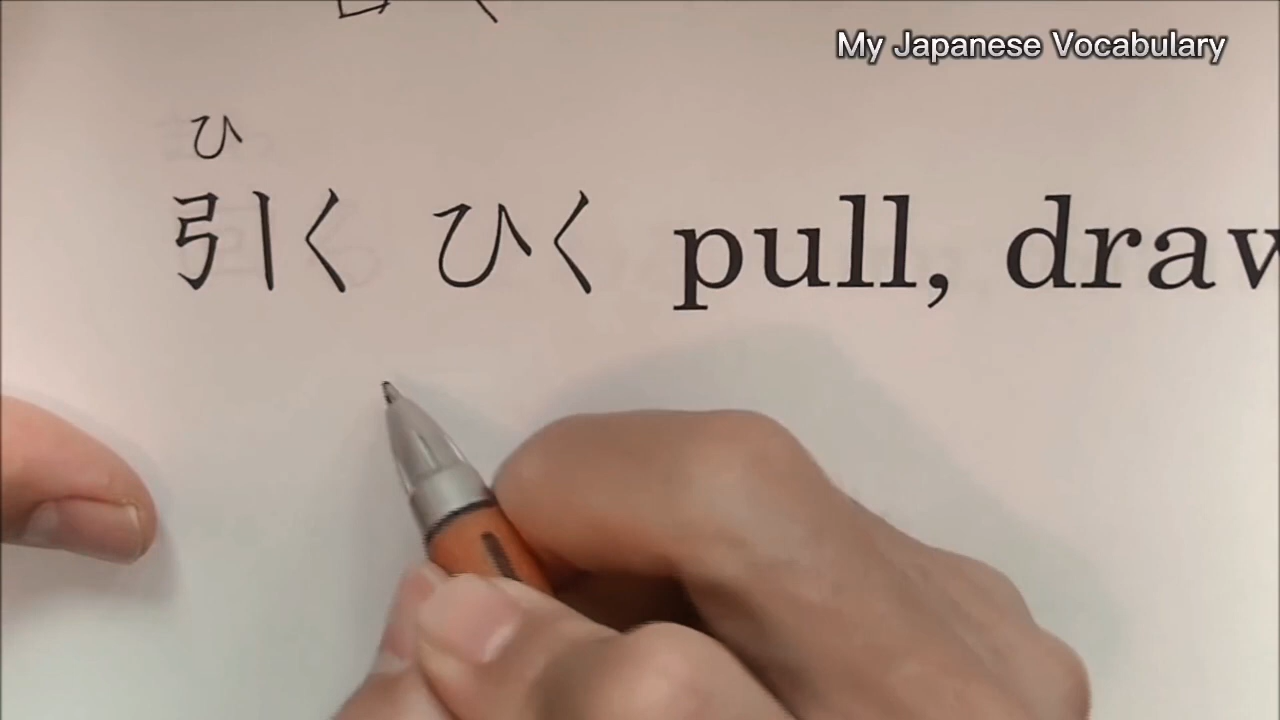 My Japanese Vocabulary
ひ
引く ひく pull, draw